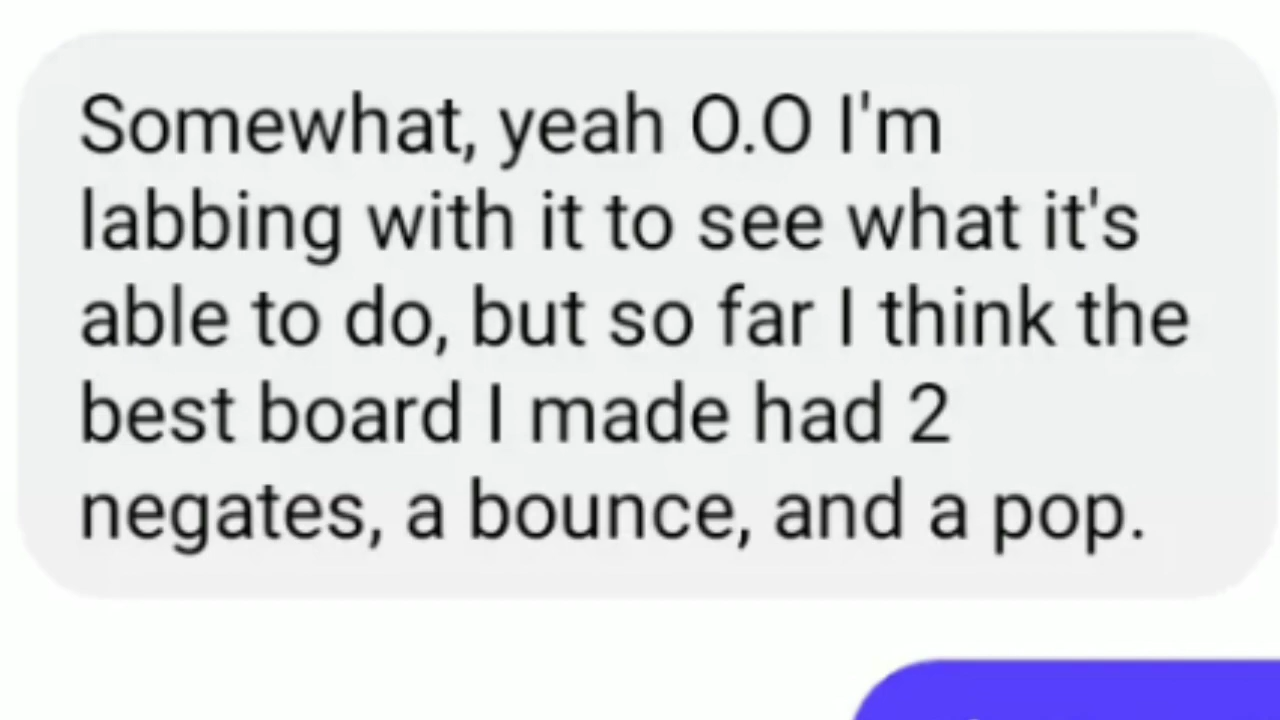 Somewhat, yeah O.O I'm
labbing with it to see what it's
able to do, but so far I think the
best board I made had 2
negates, a bounce, and a pop.